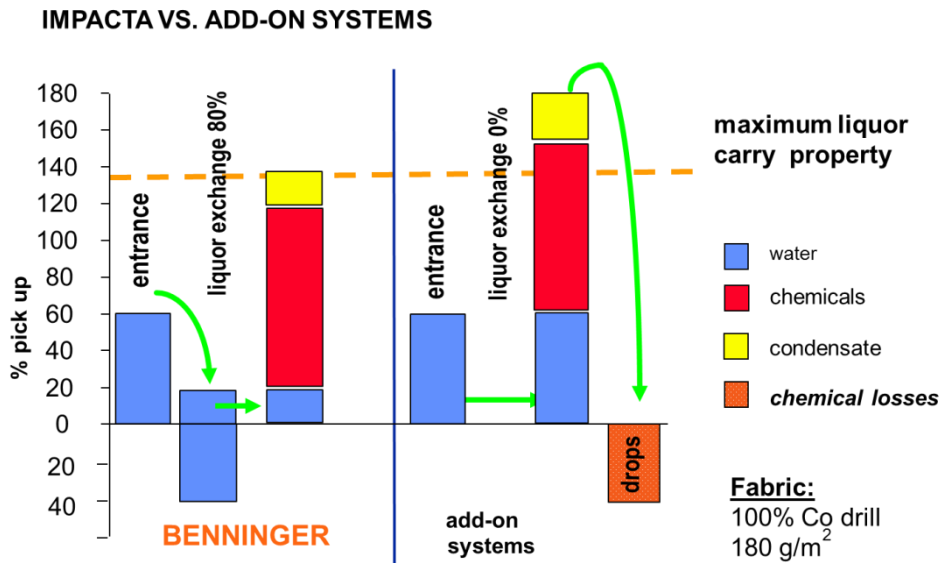 IMPACTA VS. ADD-ON SYSTEMS
% pick up
180
160
140
120
100
80
60
40
20
0
20
40
entrance
liquor exchange 80%
BENNINGER
entrance
liquor exchange 0%
drops
add-on
systems
maximum liquor
carry property
water
chemicals
condensate
chemical losses
Fabric:
100% Co drill
180 g/m²